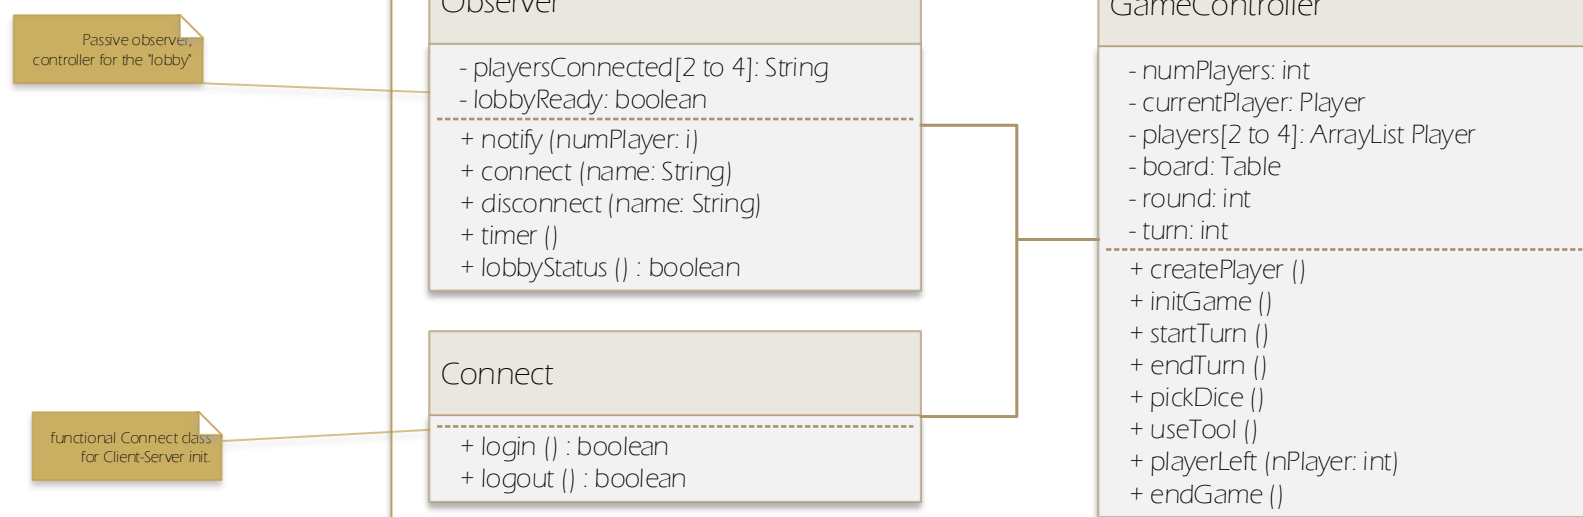 Passive observer,
controller for the "lobby"
Observer
- playersConnected[2 to 4]: String
- lobbyReady: boolean
+ notify (numPlayer: i)
+ connect (name: String)
+ disconnect (name: String)
+ timer ()
+ lobbyStatus () : boolean
functional Connect class
for Client-Server init.
Connect
+ login () : boolean
+ logout () : boolean
GameController
- numPlayers: int
- currentPlayer: Player
- players[2 to 4]: ArrayList Player
- board: Table
- round: int
- turn: int
+ createPlayer ()
+ initGame ()
+ startTurn ()
+ endTurn ()
+ pickDice ()
+ useTool ()
+ playerLeft (nPlayer: int)
+ endGame ()